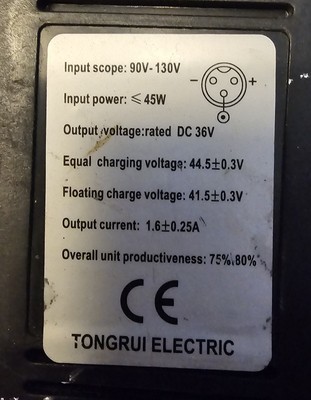 Input scope: 90V-130V
- +
Input power: ≤45W
Output voltage:rated DC 36V
Equal charging voltage: 44.5±0.3V
Floating charge voltage: 41.5±0.3V
Output current: 1.6±0.25A
Overall unit productiveness: 75%,80%
CE
TONGRUI ELECTRIC